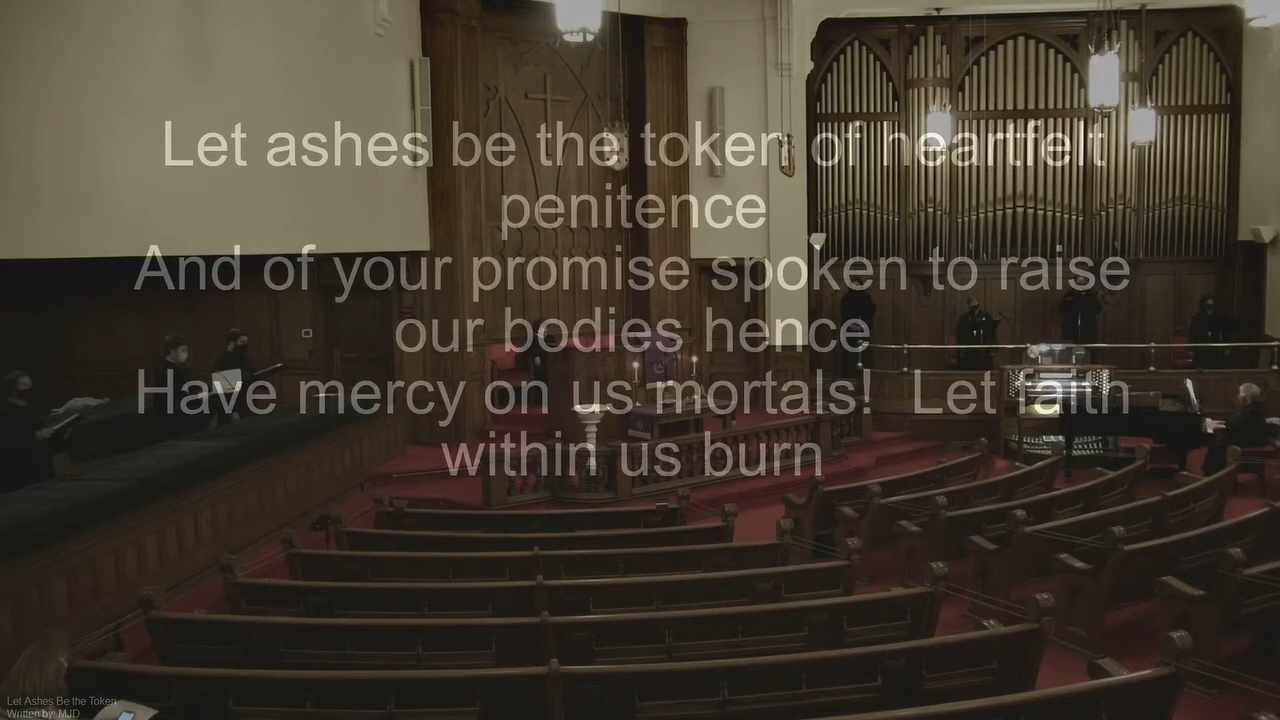 Let ashes be the token of heartfelt
penitence
And of your promise spoken to raise
our bodies hence
Have mercy on us mortals!  Let faith
within us burn
Let Ashes Be the Token
Written by: MJD